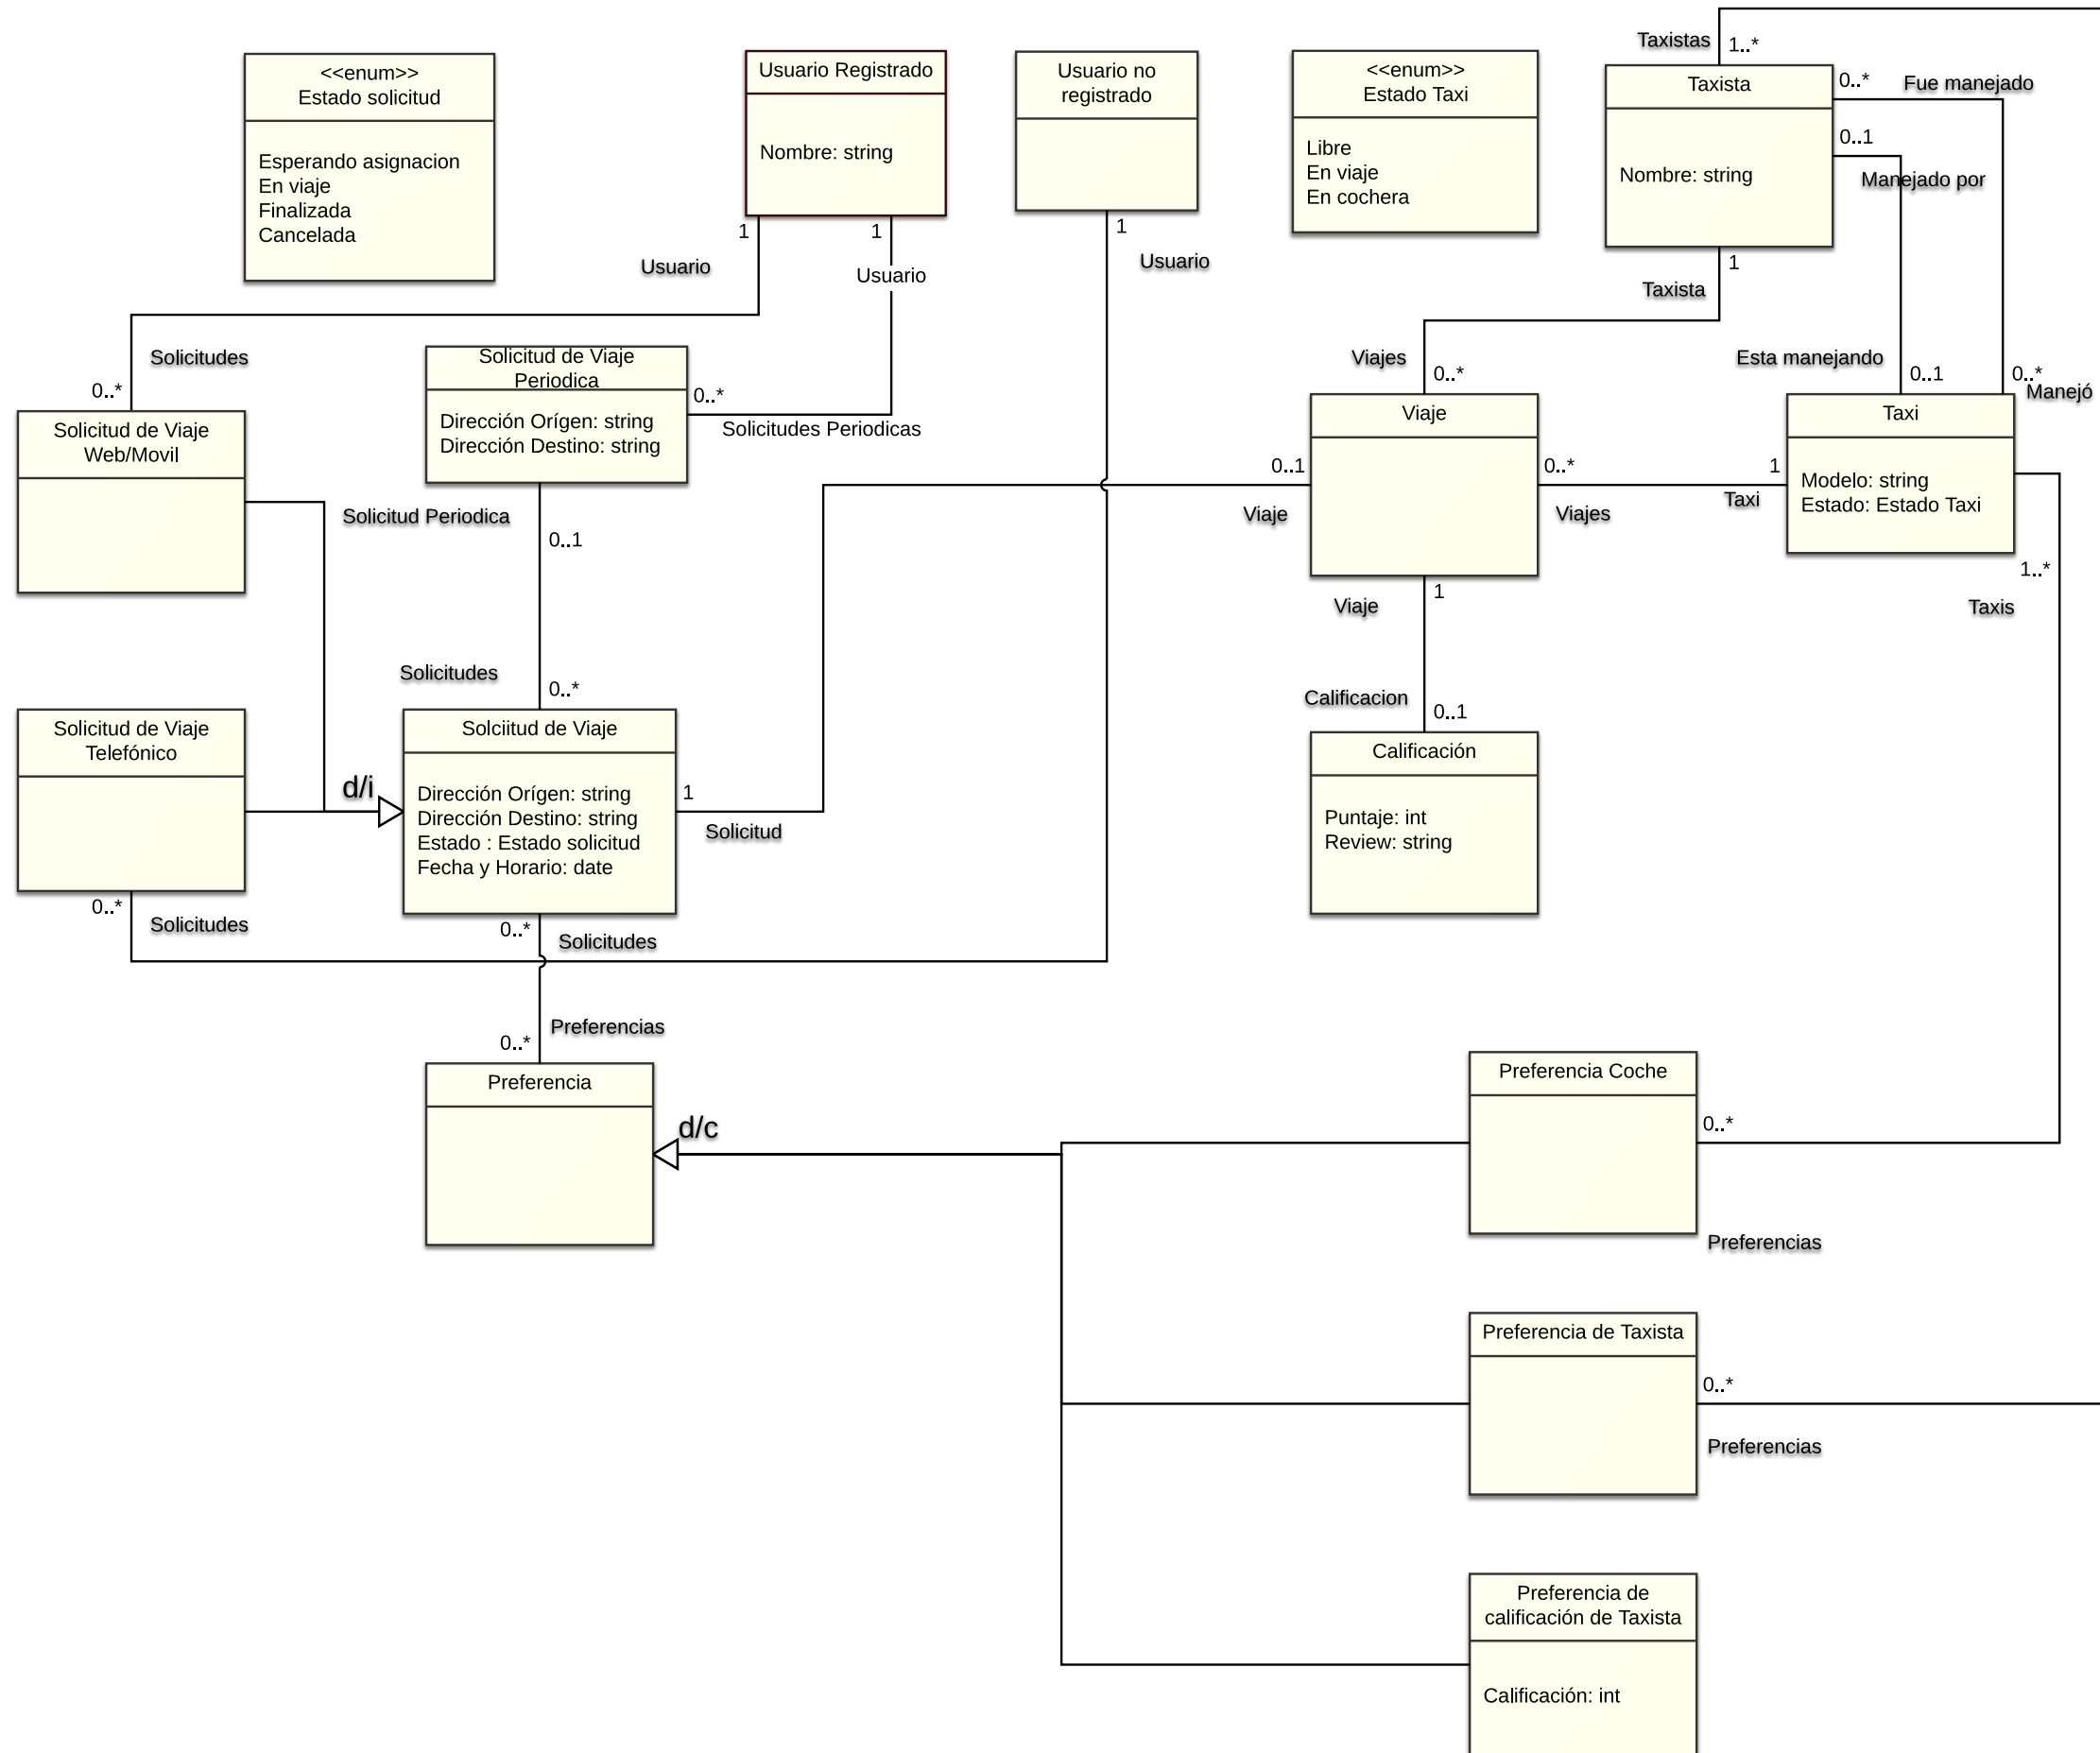 Taxistas
1..*
<<enum>>
Estado solicitud
Esperando asignacion
En viaje
Finalizada
Cancelada
Usuario Registrado
Nombre: string
Usuario no
registrado
<<enum>>
Estado Taxi
Libre
En viaje
En cochera
Taxista
Nombre: string
0..*
Fue manejado
0..1
Manejado por
1
Usuario
1
Usuario
1
Usuario
1
Taxista
Solicitudes
0..*
Solicitud de Viaje
Periodica
Dirección Orígen: string
Dirección Destino: string
0..*
Solicitudes Periodicas
Viajes
0..*
Esta manejando
0..1
0..*
Manejó
Solicitud de Viaje
Web/Movil
Viaje
Taxi
Modelo: string
Estado: Estado Taxi
0..1
Viaje
0..*
Viajes
1
Taxi
Solicitud Periodica
0..1
1..*
Taxis
1
Viaje
Solicitudes
0..*
Calificacion
0..1
Solicitud de Viaje
Telefónico
d/i
Solciitud de Viaje
Dirección Orígen: string
Dirección Destino: string
Estado : Estado solicitud
Fecha y Horario: date
1
Solicitud
Calificación
Puntaje: int
Review: string
0..*
Solicitudes
0..*
Solicitudes
Preferencias
0..*
Preferencia
d/c
Preferencia Coche
0..*
Preferencias
Preferencia de Taxista
0..*
Preferencias
Preferencia de
calificación de Taxista
Calificación: int